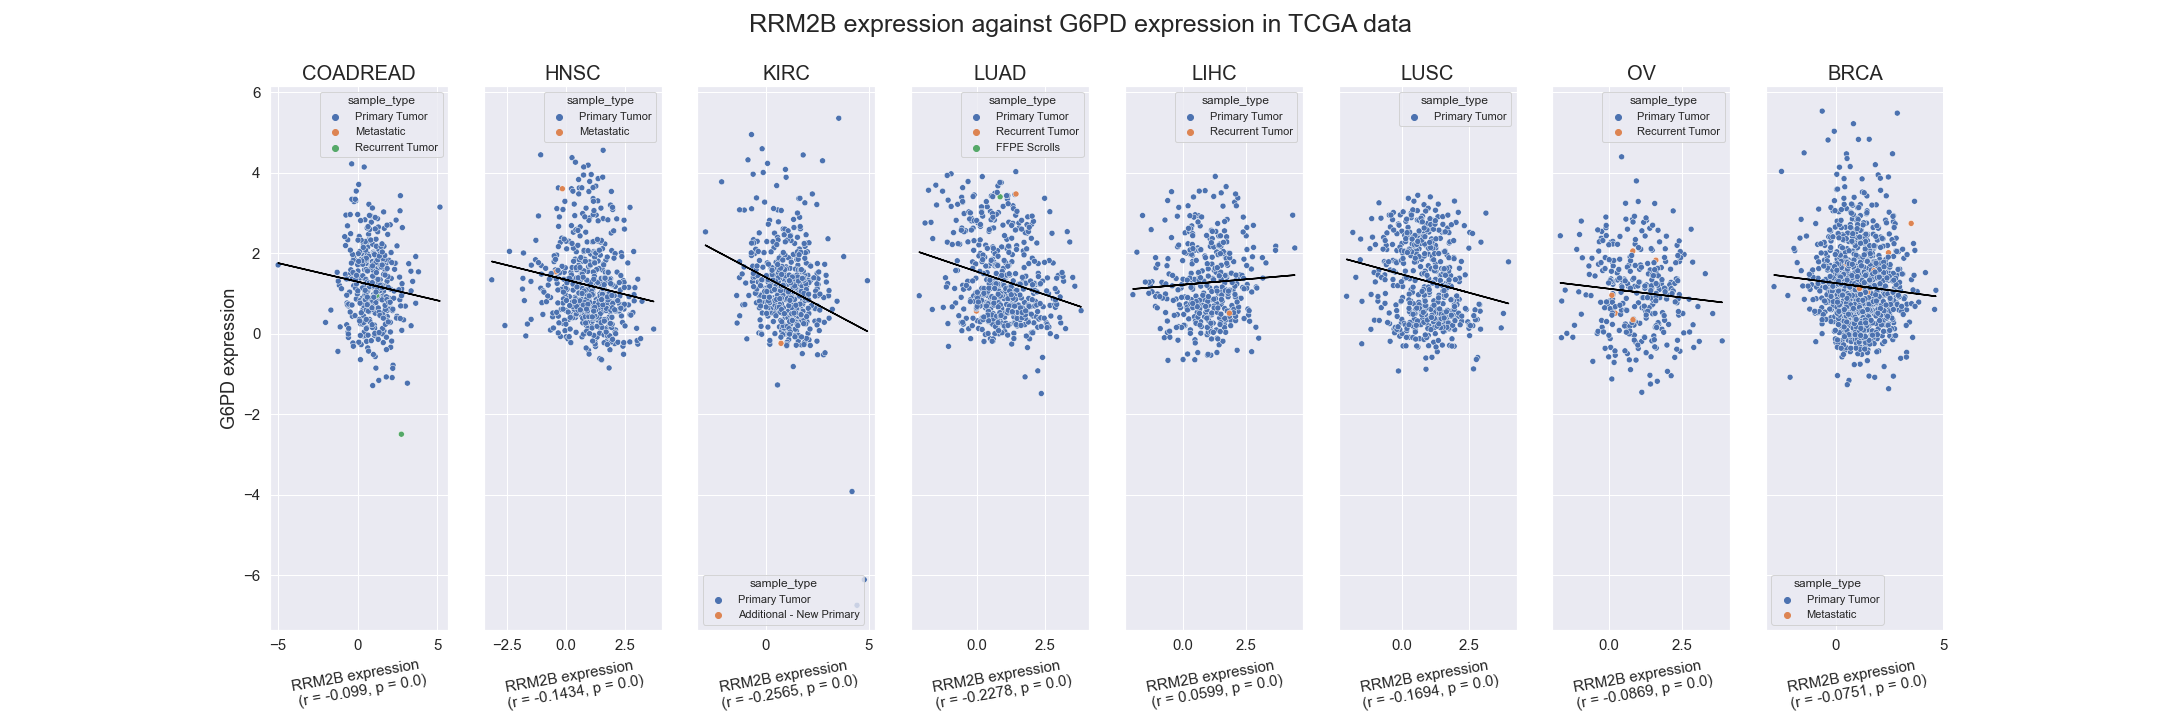 RRM2B expression against G6PD expression in TCGA data
COADREAD
HNSC
KIRC
LUAD
LIHC
LUSC
OV
BRCA
G6PD expression
6
4
2
0
−2
−4
−6
sample_type
Primary Tumor
Metastatic
Recurrent Tumor
−5
0
5
RRM2B expression
(r = -0.099, p = 0.0)
sample_type
Primary Tumor
Metastatic
−2.5
0.0
2.5
RRM2B expression
(r = -0.1434, p = 0.0)
sample_type
Primary Tumor
Additional - New Primary
0
5
RRM2B expression
(r = -0.2565, p = 0.0)
sample_type
Primary Tumor
Recurrent Tumor
FFPE Scrolls
0.0
2.5
RRM2B expression
(r = -0.2278, p = 0.0)
sample_type
Primary Tumor
Recurrent Tumor
0.0
2.5
RRM2B expression
(r = 0.0599, p = 0.0)
sample_type
Primary Tumor
0.0
2.5
RRM2B expression
(r = -0.1694, p = 0.0)
sample_type
Primary Tumor
Recurrent Tumor
0.0
2.5
RRM2B expression
(r = -0.0869, p = 0.0)
sample_type
Primary Tumor
Metastatic
0
5
RRM2B expression
(r = -0.0751, p = 0.0)